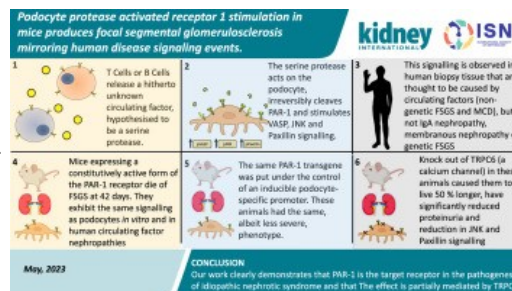 Podocyte protease activated receptor 1 stimulation in
mice produces focal segmental glomerulosclerosis
mirroring human disease signaling events.
kidney
INTERNATIONAL
ISN
1
T Cells or B Cells
release a hitherto
unknown
circulating factor,
hypothesised to
be a serine
protease.
2
The serine protease
acts on the
podocyte,
irreversibly cleaves
PAR-1 and stimulates
VASP, JNK and
Paxillin signalling.
3
This signalling is observed in
human biopsy tissue that are
thought to be caused by
circulating factors (non-
genetic FSGS and MCD), but
not IgA nephropathy,
membranous nephropathy o
genetic FSGS
4
Mice expressing a
constitutively active form of
the PAR-1 receptor die of
FSGS at 42 days. They
exhibit the same signalling
as podocytes in vitro and in
human circulating factor
nephropathies
5
The same PAR-1 transgene
was put under the control
of an inducible podocyte-
specific promoter. These
animals had the same,
albeit less severe,
phenotype.
6
Knock out of TRPC6 (a
calcium channel) in thes
animals caused them to
live 50 % longer, have
significantly reduced
proteinuria and
reduction in JNK and
Paxillin signalling
May, 2023
CONCLUSION
Our work clearly demonstrates that PAR-1 is the target receptor in the pathogenes
of idiopathic nephrotic syndrome and that The effect is partially mediated by TRPC